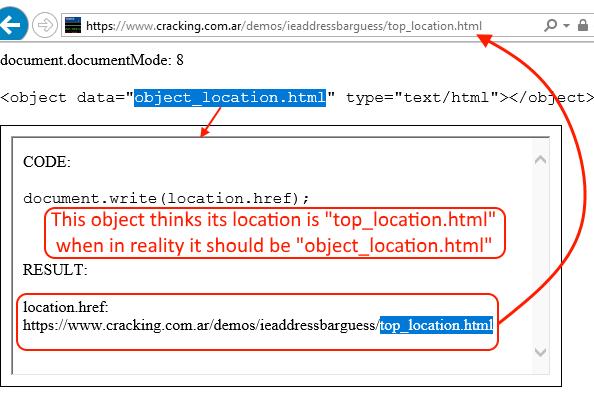 https://www.cracking.com.ar/demos/ieaddressbarguess/top_location.html
document.documentMode: 8
<object data="object_location.html" type="text/html"></object>
CODE:
document.write(location.href);
This object thinks its location is "top_location.html"
when in reality it should be "object_location.html"
RESULT:
location.href:
https://www.cracking.com.ar/demos/ieaddressbarguess/top_location.html